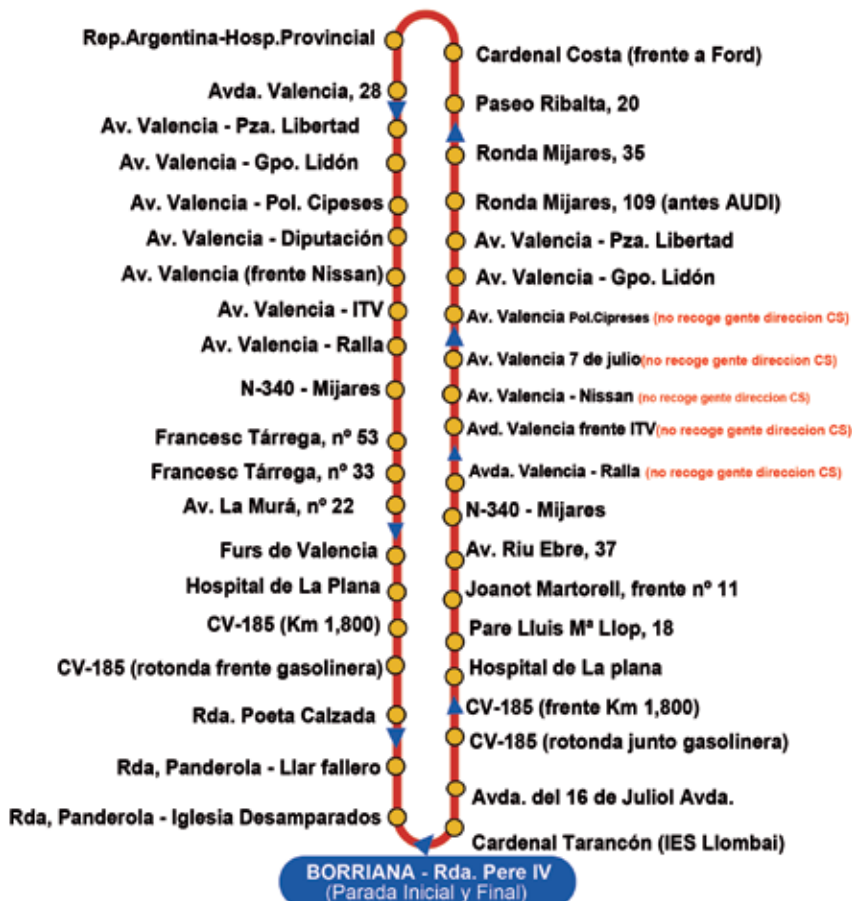 Rep.Argentina-Hosp.Provincial
Avda. Valencia, 28
Av. Valencia - Pza. Libertad
Av. Valencia - Gpo. Lidón
Av. Valencia - Pol. Cipeses
Av. Valencia - Diputación
Av. Valencia (frente Nissan)
Av. Valencia - ITV
Av. Valencia - Ralla
N-340 - Mijares
Francesc Tárrega, nº 53
Francesc Tárrega, nº 33
Av. La Murá, nº 22
Furs de Valencia
Hospital de La Plana
CV-185 (Km 1,800)
CV-185 (rotonda frente gasolinera)
Rda. Poeta Calzada
Rda, Panderola - Llar fallero
Rda, Panderola - Iglesia Desamparados
Cardenal Costa (frente a Ford)
Paseo Ribalta, 20
Ronda Mijares, 35
Ronda Mijares, 109 (antes AUDI)
Av. Valencia - Pza. Libertad
Av. Valencia - Gpo. Lidón
Av. Valencia Pol.Cipreses (no recoge gente direccion CS)
Av. Valencia 7 de julio(no recoge gente direccion CS)
Av. Valencia - Nissan (no recoge gente direccion CS)
Avd. Valencia frente ITV(no recoge gente direccion CS)
Avda. Valencia - Ralla (no recoge gente direccion CS)
N-340 - Mijares
Av. Riu Ebre, 37
Joanot Martorell, frente nº 11
Pare Lluis Mª Llop, 18
Hospital de La plana
CV-185 (frente Km 1,800)
CV-185 (rotonda junto gasolinera)
Avda. del 16 de Juliol Avda.
Cardenal Tarancón (IES Llombai)
BORRIANA - Rda. Pere IV
(Parada Inicial y Final)